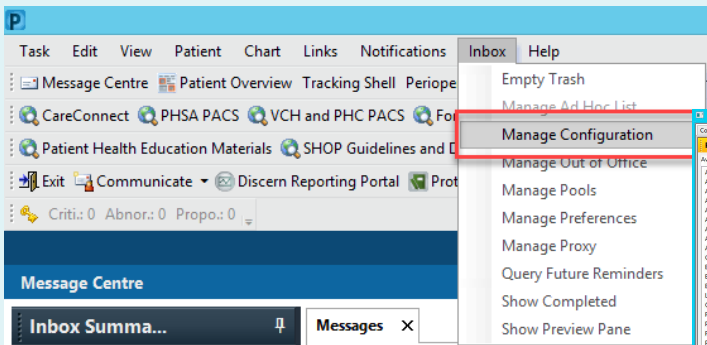 P
Task Edit View Patient Chart Links Notifications Inbox Help
Message Centre Patient Overview Tracking Shell Periope
Empty Trash
CareConnect PHSA PACS VCH and PHC PACS Fo
Manage Ad Hoc List
Manage Configuration
Patient Health Education Materials SHOP Guidelines and D
Manage Out of Office
Exit Communicate Discern Reporting Portal Prot
Manage Pools
Criti.: 0 Abnor.: 0 Propo.: 0
Manage Preferences
Manage Proxy
Query Future Reminders
Message Centre
Show Completed
Inbox Summa... Messages X
Show Preview Pane